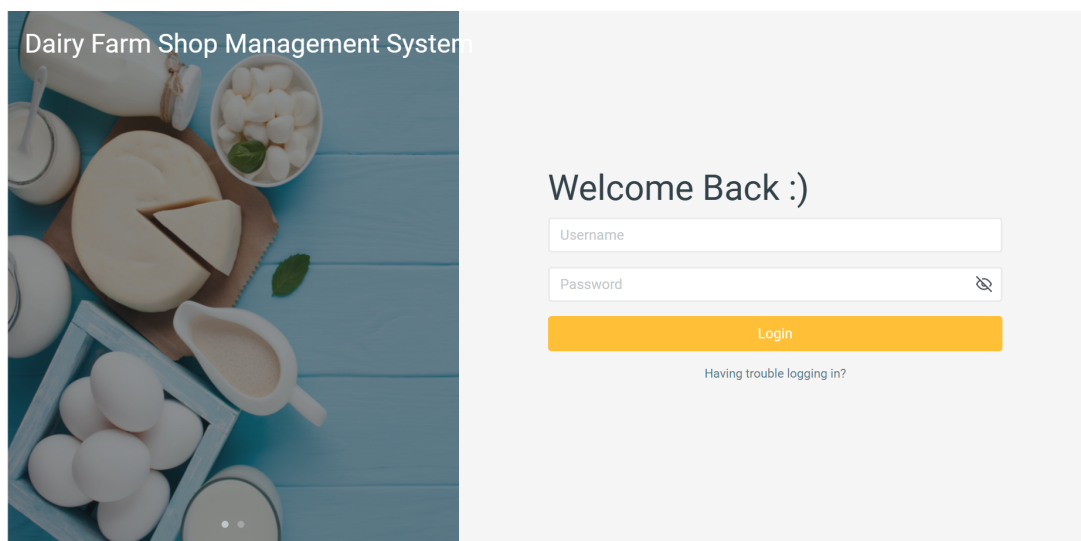 Dairy Farm Shop Management System
Welcome Back :)
Username
Password
Login
Having trouble logging in?